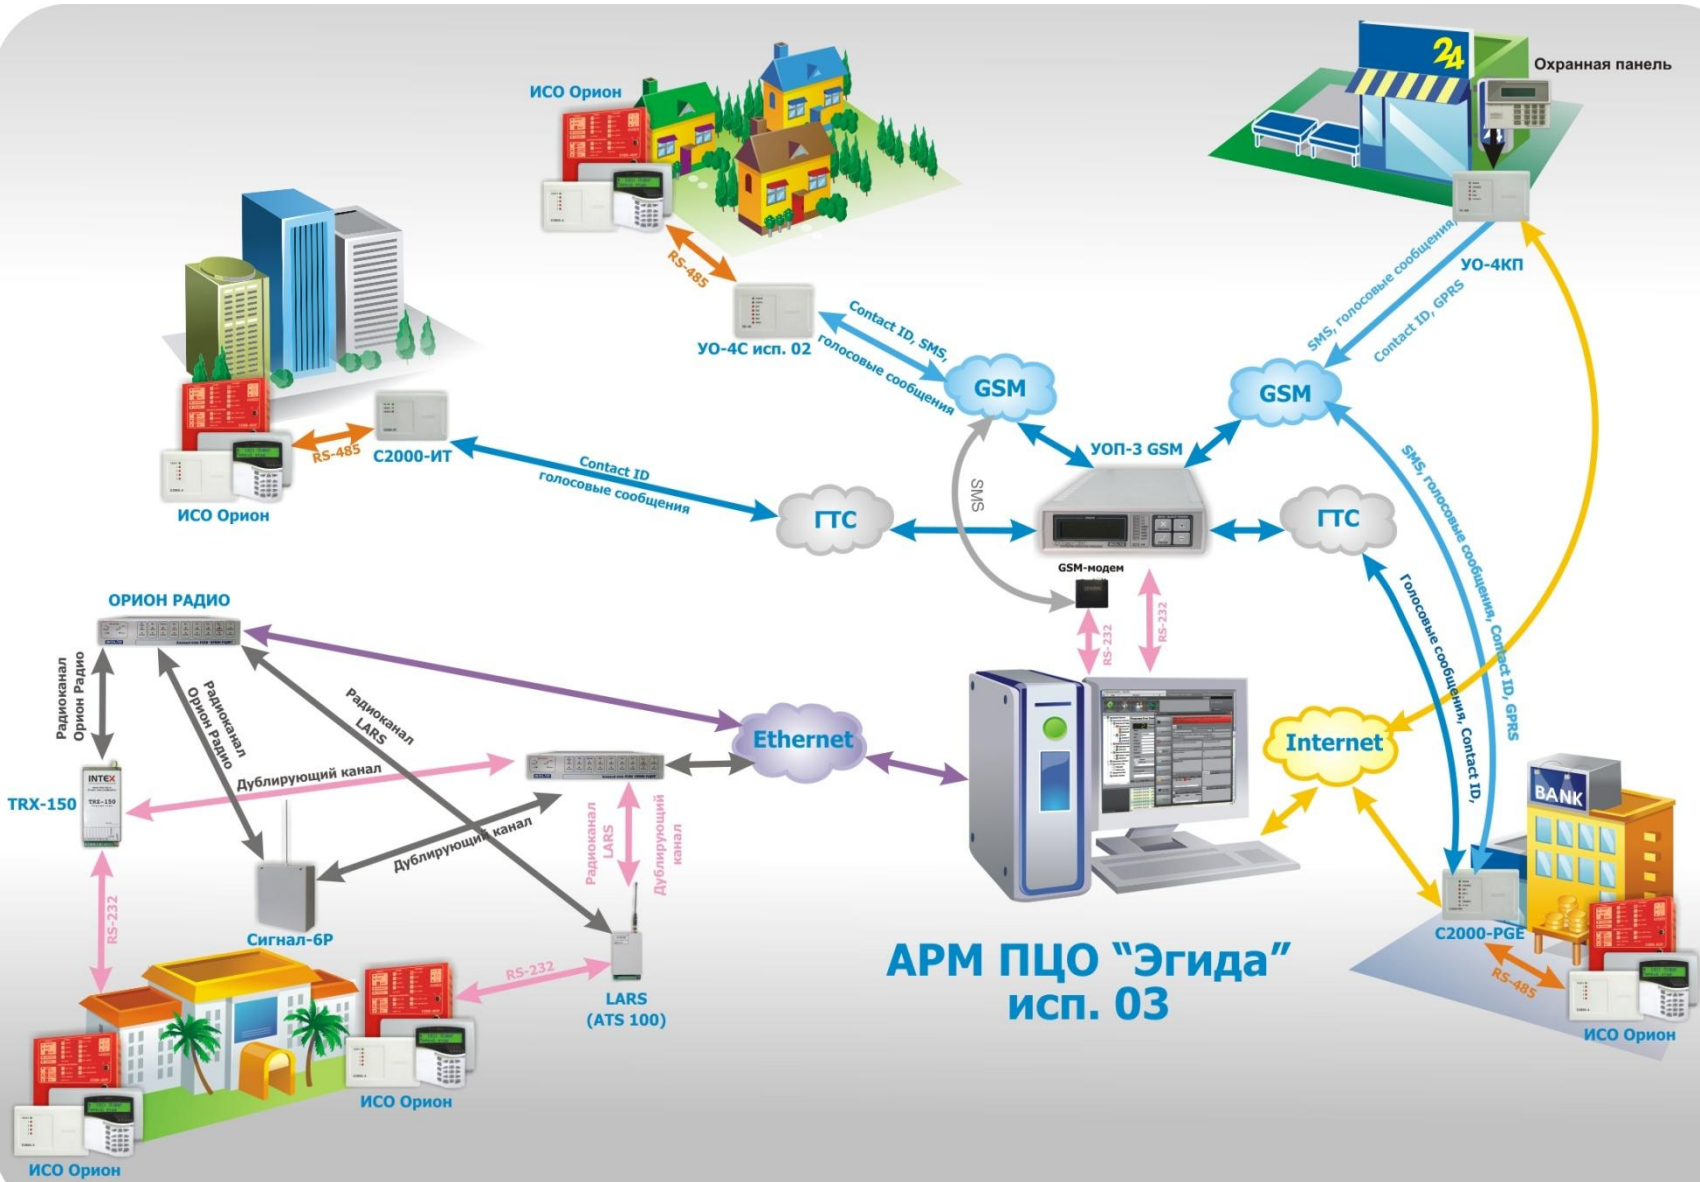 24
Охранная панель
ИСО Орион
RS-485
УО-4КП
SMS, голосовые сообщения,
Contact ID, GPRS
УО-4С исп. 02
Contact ID, SMS,
голосовые сообщения
GSM
GSM
RS-485
С2000-ИТ
Contact ID
голосовые сообщения
ИСО Орион
УОП-3 GSM
SMS
ГТС
ГТС
SMS, голосовые сообщения, Contact ID, GPRS
GSM-модем
Голосовые сообщения, Contact ID,
RS-232
RS-232
ОРИОН РАДИО
Радиоканал
Орион Радио
Радиоканал
Орион Радио
Радиоканал
LARS
Ethernet
Internet
INTEX
TRX-150
TRX-150
Дублирующий канал
Дублирующий канал
Радиоканал
LARS
Дублирующий
канал
BANK
RS-232
Сигнал-6Р
RS-232
LARS
(ATS 100)
АРМ ПЦО "Эгида"
исп. 03
С2000-PGE
RS-485
ИСО Орион
ИСО Орион
ИСО Орион